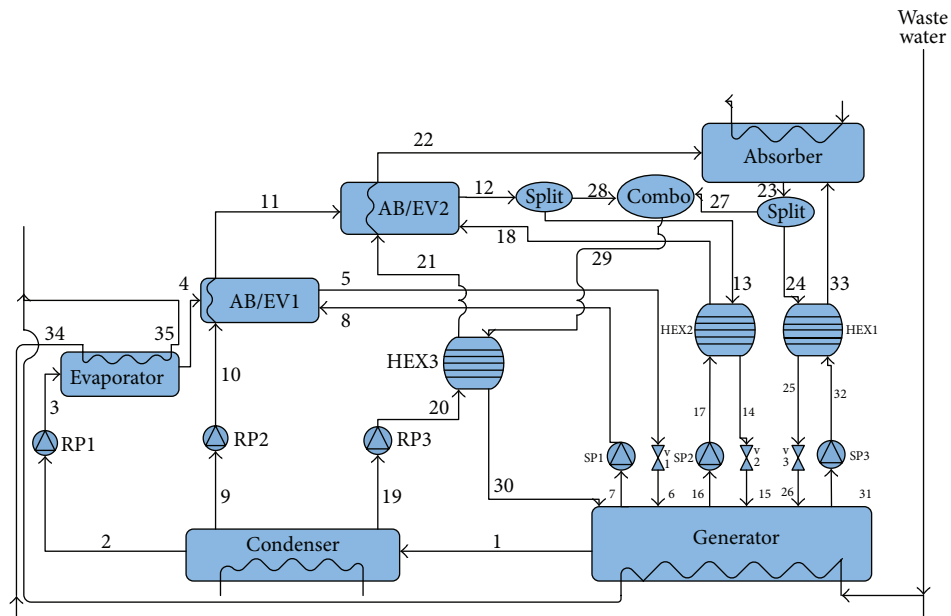 Waste
water
22
Absorber
11
AB/EV2
12
Split
28
Combo
27
23
Split
18
29
21
5
4
AB/EV1
8
13
24
33
34
35
HEX2
HEX1
Evaporator
HEX3
3
10
20
25
32
17
14
RP1
RP2
RP3
SP1
v
1
SP2
v
2
v
3
SP3
9
19
30
7
6
16
15
26
31
2
Condenser
1
Generator